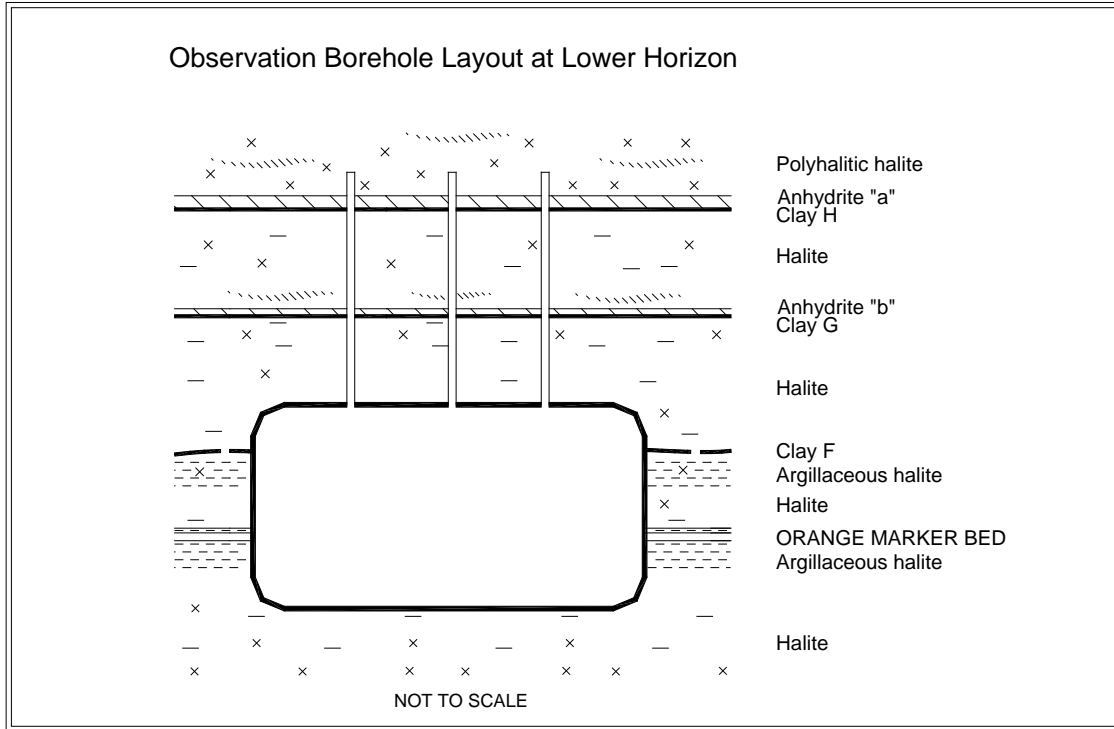 Observation Borehole Layout at Lower Horizon
Polyhalitic halite
Anhydrite "a"
Clay H
Halite
Anhydrite "b"
Clay G
Halite
Clay F
Argillaceous halite
Halite
ORANGE MARKER BED
Argillaceous halite
Halite
NOT TO SCALE